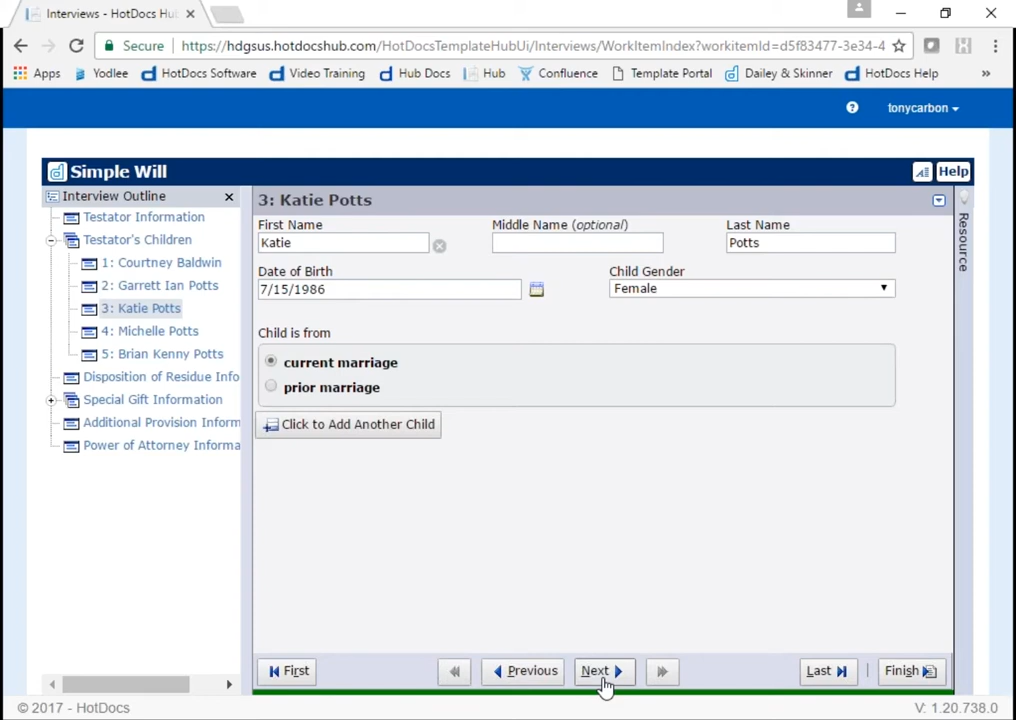 Interviews - HotDocs Hu
Secure https://hdgsus.hotdocshub.com/HotDocsTemplateHubUi/Interviews/WorkItemIndex?workitemId=d5f83477-3e34-4
Apps Yodlee HotDocs Software Video Training Hub Docs Hub Confluence Template Portal Dailey & Skinner HotDocs Help »
? tonycarbon
Simple Will Help
Interview Outline
Testator Information
Testator's Children
1: Courtney Baldwin
2: Garrett Ian Potts
3: Katie Potts
4: Michelle Potts
5: Brian Kenny Potts
Disposition of Residue Info
Special Gift Information
Additional Provision Inform
Power of Attorney Informa
3: Katie Potts
First Name Middle Name (optional) Last Name
Katie Potts
Date of Birth Child Gender
7/15/1986 Female
Child is from
current marriage
prior marriage
Click to Add Another Child
Resource
First Previous Next Last Finish
© 2017 - HotDocs V: 1.20.738.0